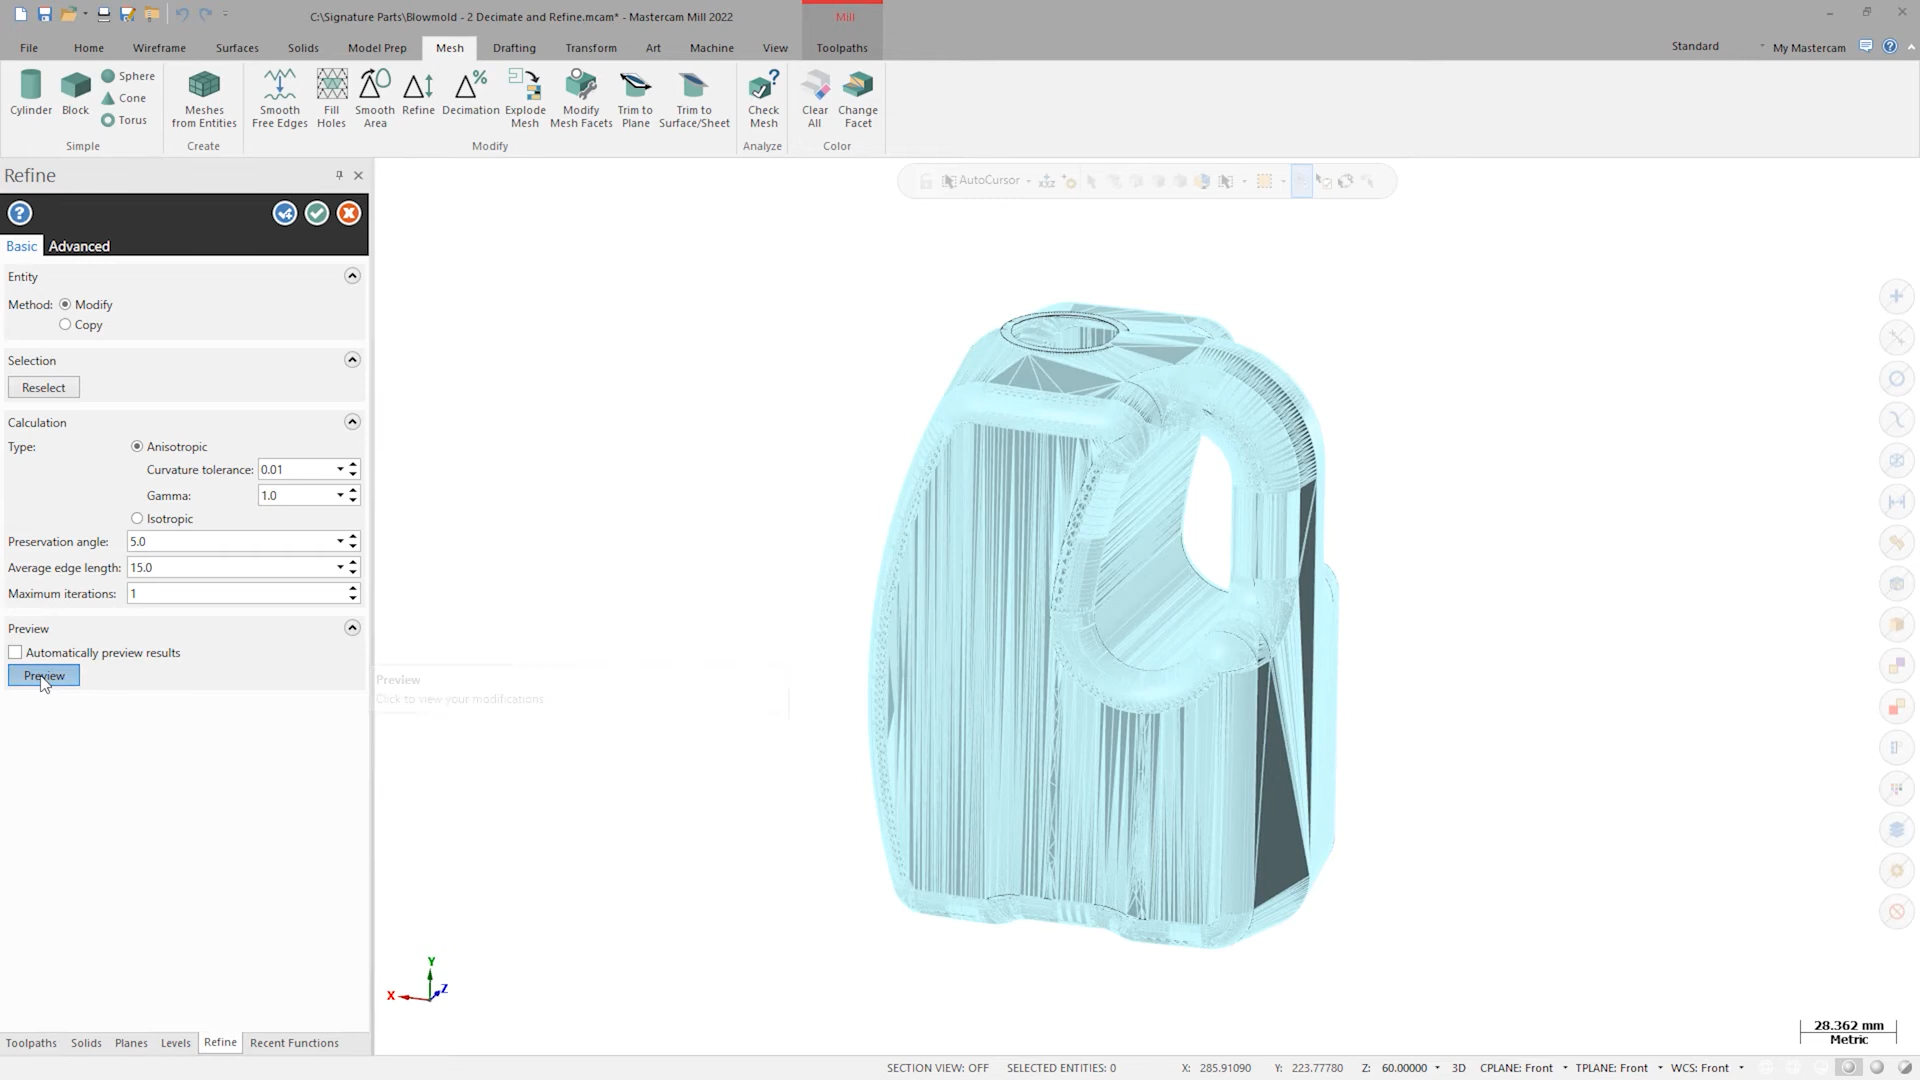 C:\Signature Parts\Blowmold - 2 Decimate and Refine.mcam* - Mastercam Mill 2022
Mill
File Home Wireframe Surfaces Solids Model Prep Mesh Drafting Transform Art Machine View Toolpaths
Standard My Mastercam
Cylinder Block Sphere Cone Torus
Meshes from Entities
Smooth Free Edges
Fill Holes
Smooth Area
Refine
Decimation
Explode Mesh
Modify Mesh Facets
Trim to Plane
Trim to Surface/Sheet
Check Mesh
Clear All
Change Facet
Simple Create Modify Analyze Color
Refine
AutoCursor
Basic Advanced
Entity
Method: Modify
Copy
Selection
Reselect
Calculation
Type: Anisotropic
Curvature tolerance: 0.01
Gamma: 1.0
Isotropic
Preservation angle: 5.0
Average edge length: 15.0
Maximum iterations: 1
Preview
Automatically preview results
Preview
Preview
Click to view your modifications
Y
X
Z
28.362 mm
Metric
Toolpaths Solids Planes Levels Refine Recent Functions
SECTION VIEW: OFF SELECTED ENTITIES: 0 X: 285.91090 Y: 223.77780 Z: 60.00000 3D CPLANE: Front TPLANE: Front WCS: Front